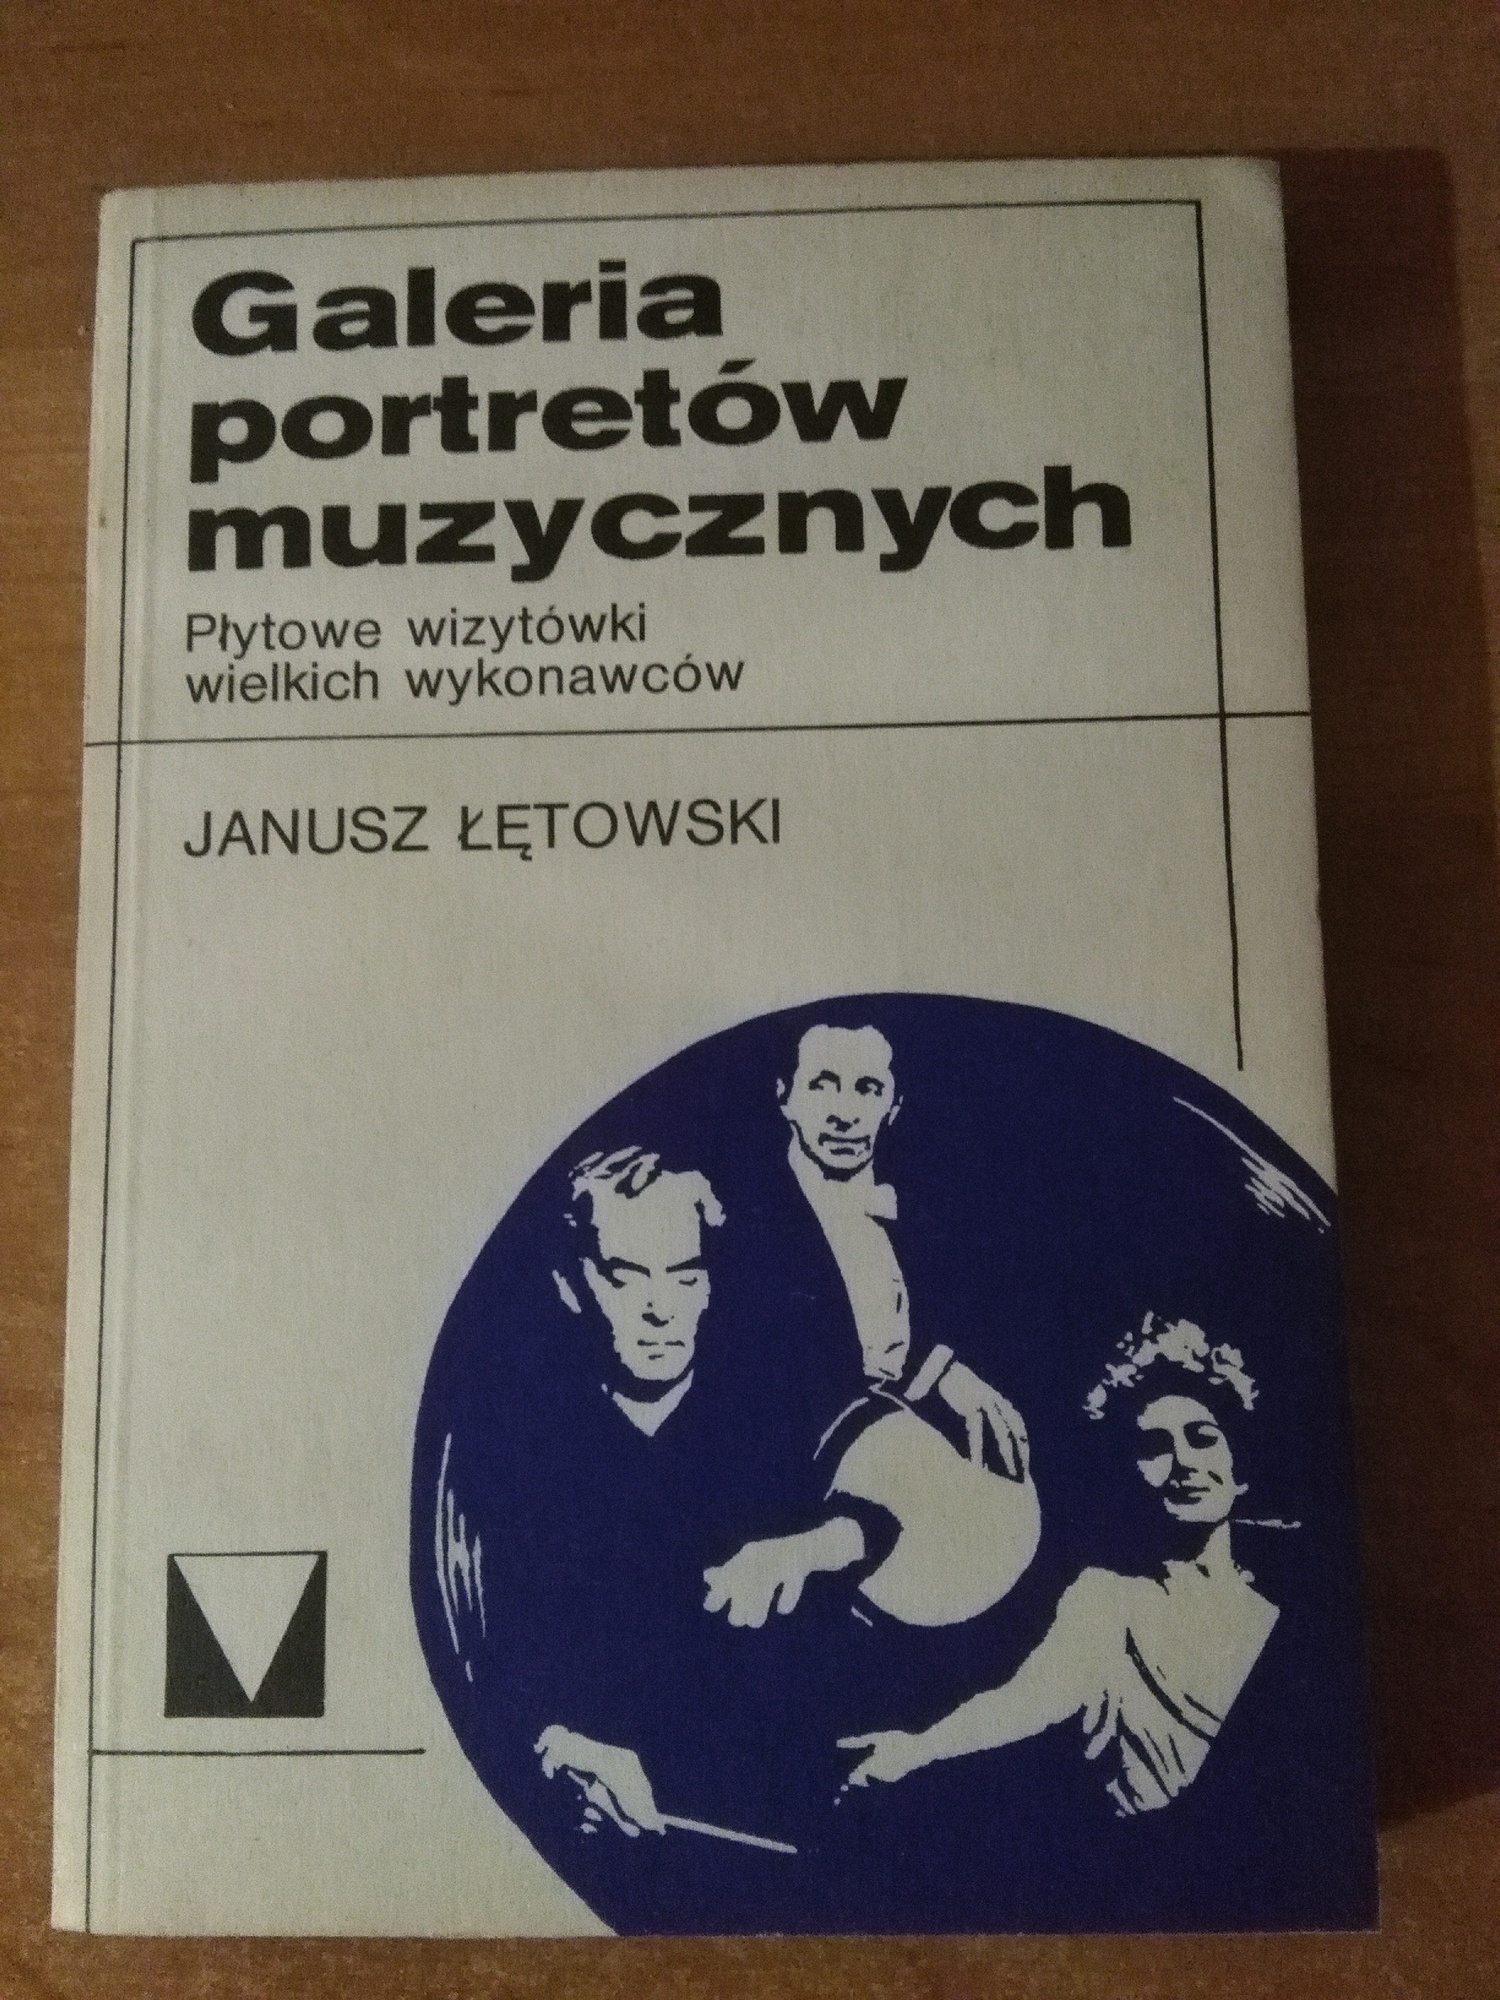 Galeria
portretów
muzycznych
Płytowe wizytówki
wielkich wykonawców
JANUSZ ŁĘTOWSKI